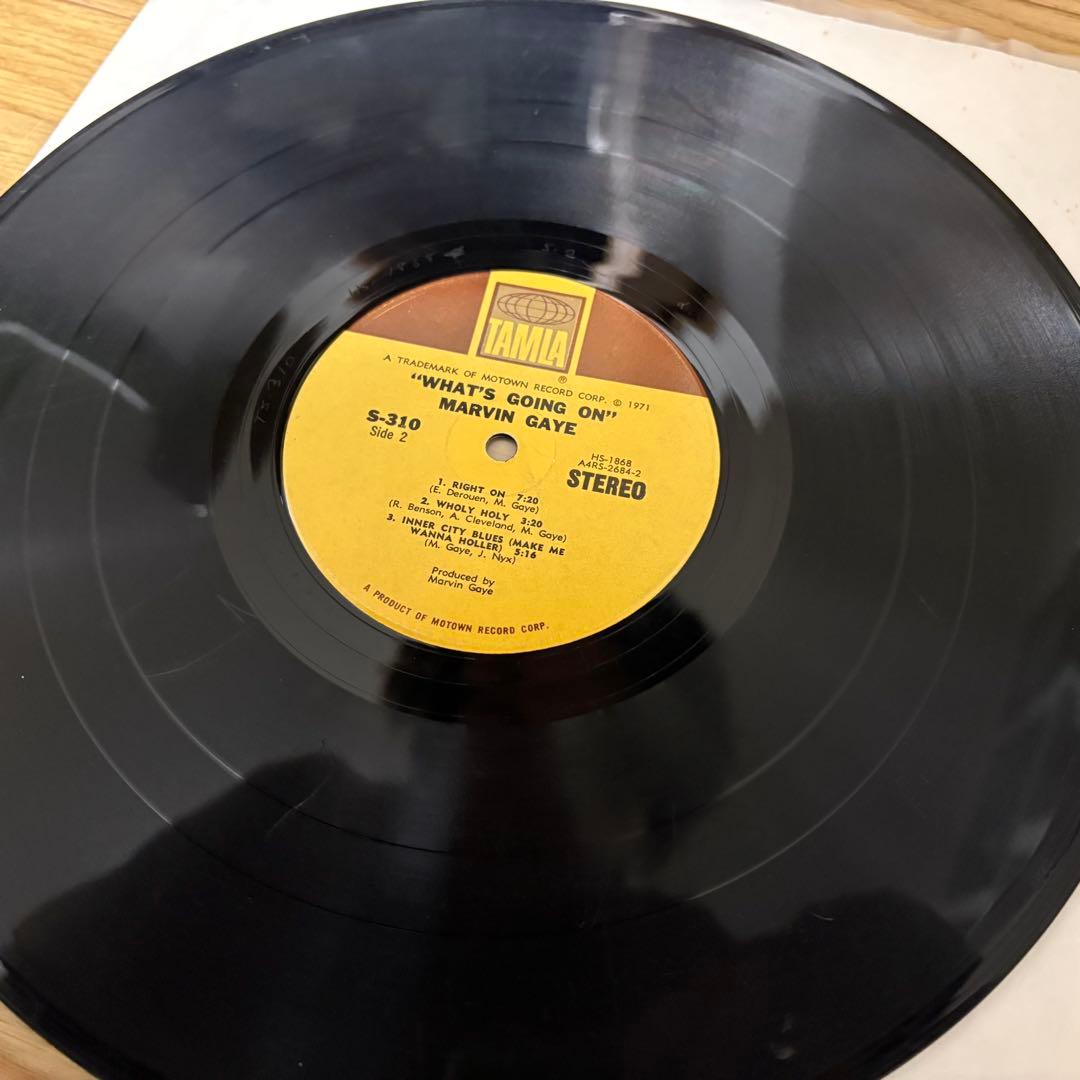 TAMLA
®
A TRADEMARK OF MOTOWN RECORD CORP. © 1971
"WHAT'S GOING ON"
MARVIN GAYE
S-310
Side 2
HS-1868
A4RS-2684-2
STEREO
1. RIGHT ON 7:20
(E. Derouen, M. Gaye)
2. WHOLY HOLY 3:20
(R. Benson, A. Cleveland, M. Gaye)
3. INNER CITY BLUES (MAKE ME
WANNA HOLLER) 5:16
(M. Gaye, J. Nyx)
Produced by
Marvin Gaye
A PRODUCT OF MOTOWN RECORD CORP.